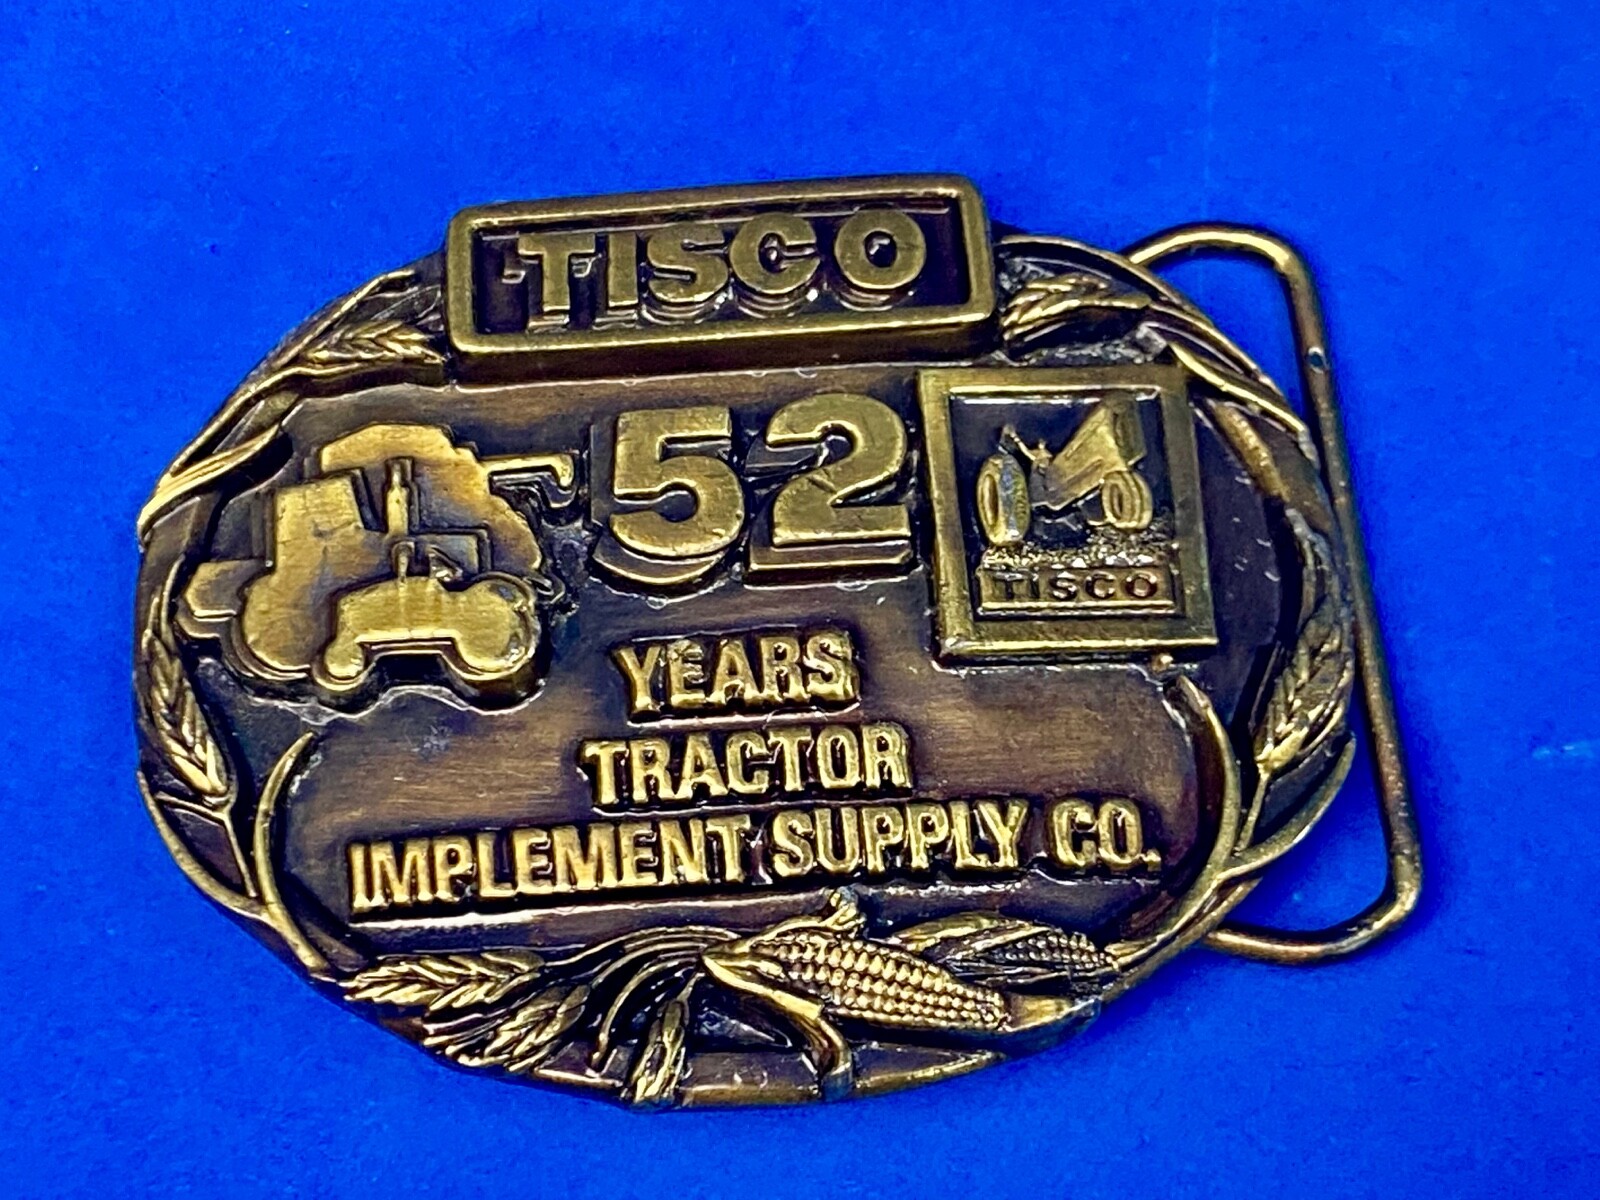 TISCO
52
TISCO
YEARS
TRACTOR
IMPLEMENT SUPPLY CO.